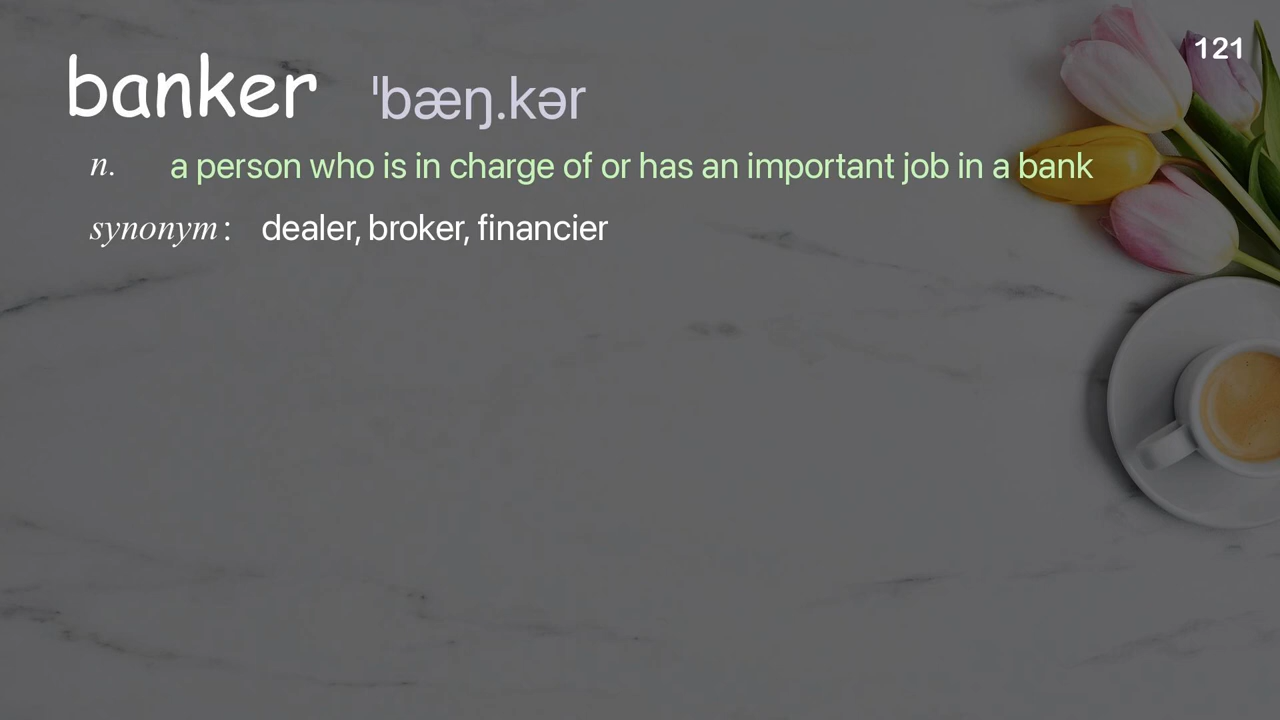 121
banker ˈbæŋ.kər
n. a person who is in charge of or has an important job in a bank
synonym: dealer, broker, financier